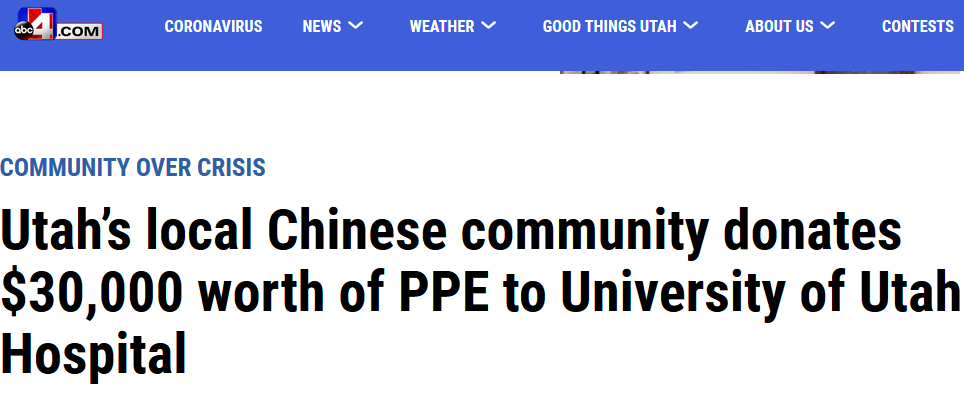 abc4.COM CORONAVIRUS NEWS WEATHER GOOD THINGS UTAH ABOUT US CONTESTS
COMMUNITY OVER CRISIS
Utah’s local Chinese community donates
$30,000 worth of PPE to University of Utah
Hospital